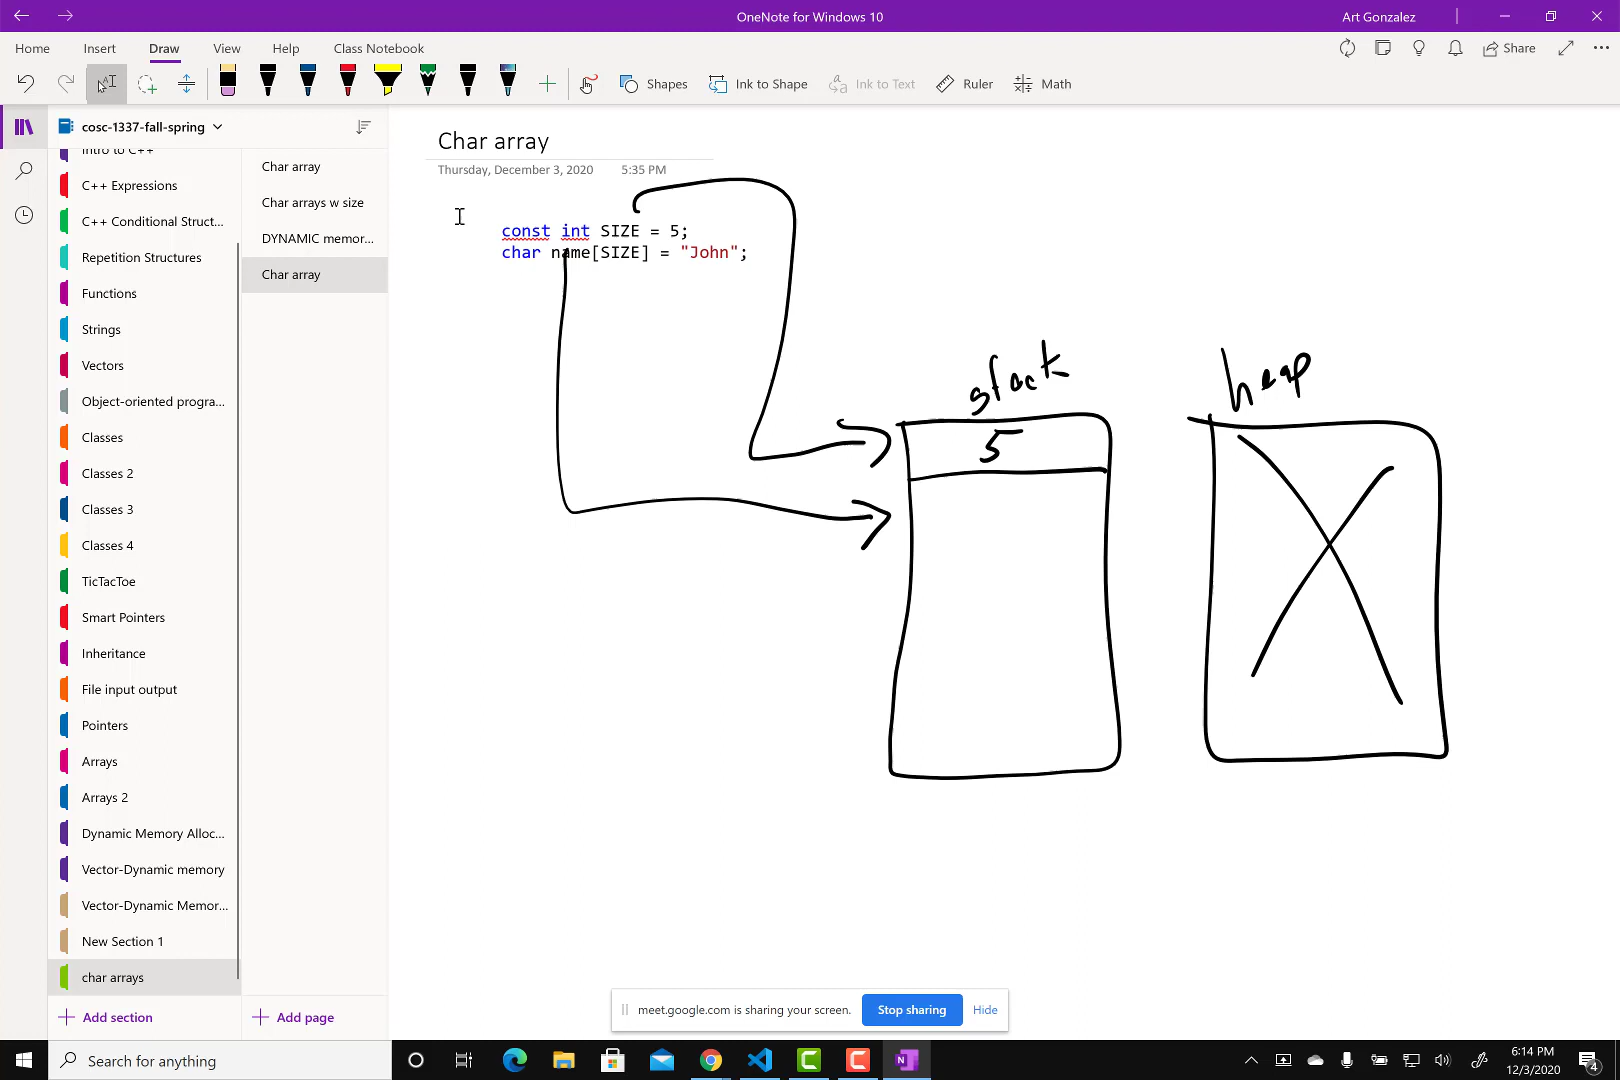 OneNote for Windows 10
Art Gonzalez
Home Insert Draw View Help Class Notebook
Share
Shapes Ink to Shape Ink to Text Ruler Math
cosc-1337-fall-spring
Intro to C++
C++ Expressions
C++ Conditional Struct...
Repetition Structures
Functions
Strings
Vectors
Object-oriented progra...
Classes
Classes 2
Classes 3
Classes 4
TicTacToe
Smart Pointers
Inheritance
File input output
Pointers
Arrays
Arrays 2
Dynamic Memory Alloc...
Vector-Dynamic memory
Vector-Dynamic Memor...
New Section 1
char arrays
Add section
Char array
Char arrays w size
DYNAMIC memor...
Char array
Add page
Char array
Thursday, December 3, 2020 5:35 PM
const int SIZE = 5;
char name[SIZE] = "John";
stack
heap
5
meet.google.com is sharing your screen. Stop sharing Hide
Search for anything
6:14 PM
12/3/2020
4